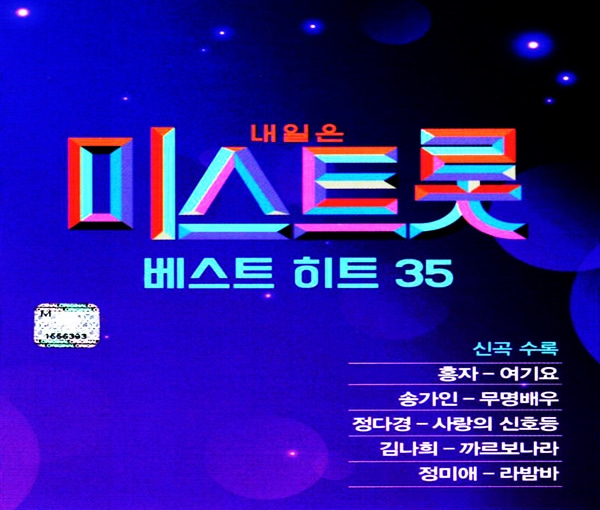 내일은
미스트롯
베스트 히트 35
M
1666393
신곡 수록
홍자 – 여기요
송가인 – 무명배우
정다경 – 사랑의 신호등
김나희 – 까르보나라
정미애 – 라밤바